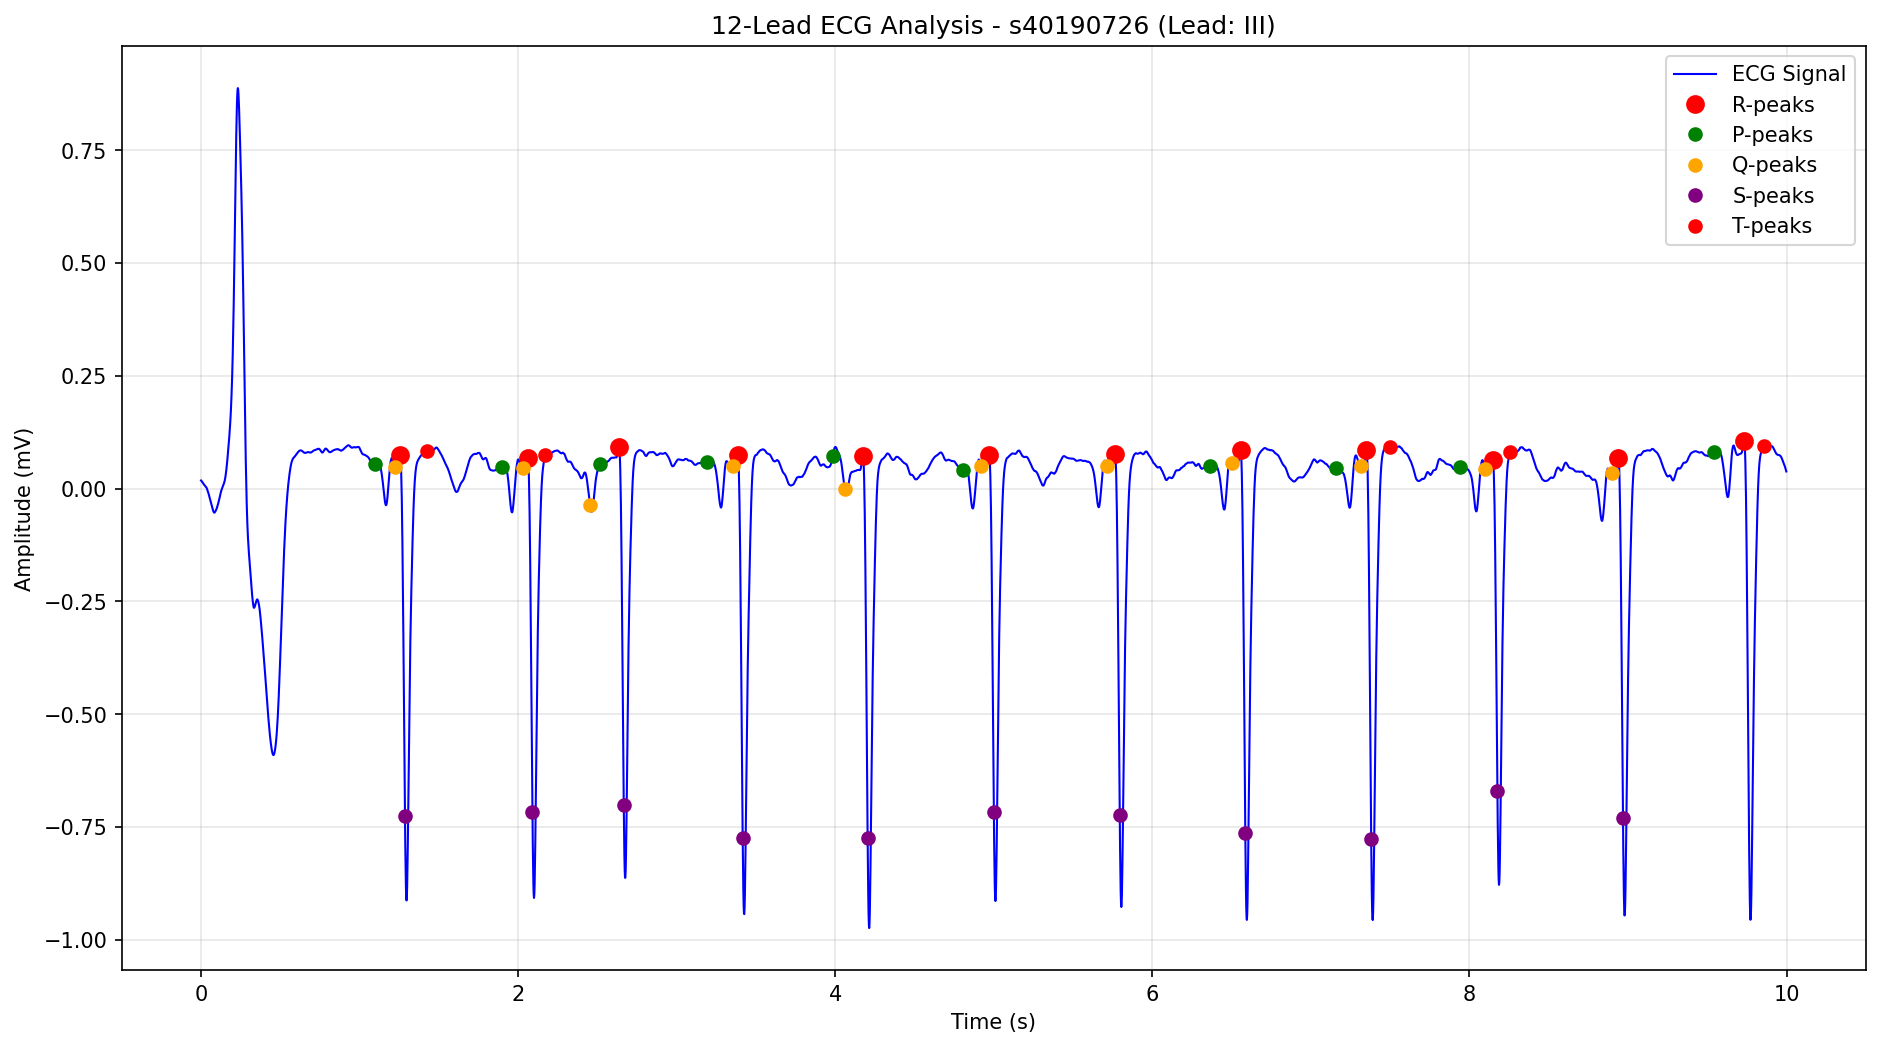 12-Lead ECG Analysis - s40190726 (Lead: III)
ECG Signal
R-peaks
P-peaks
Q-peaks
S-peaks
T-peaks
Amplitude (mV)
0.75
0.50
0.25
0.00
−0.25
−0.50
−0.75
−1.00
0
2
4
6
8
10
Time (s)